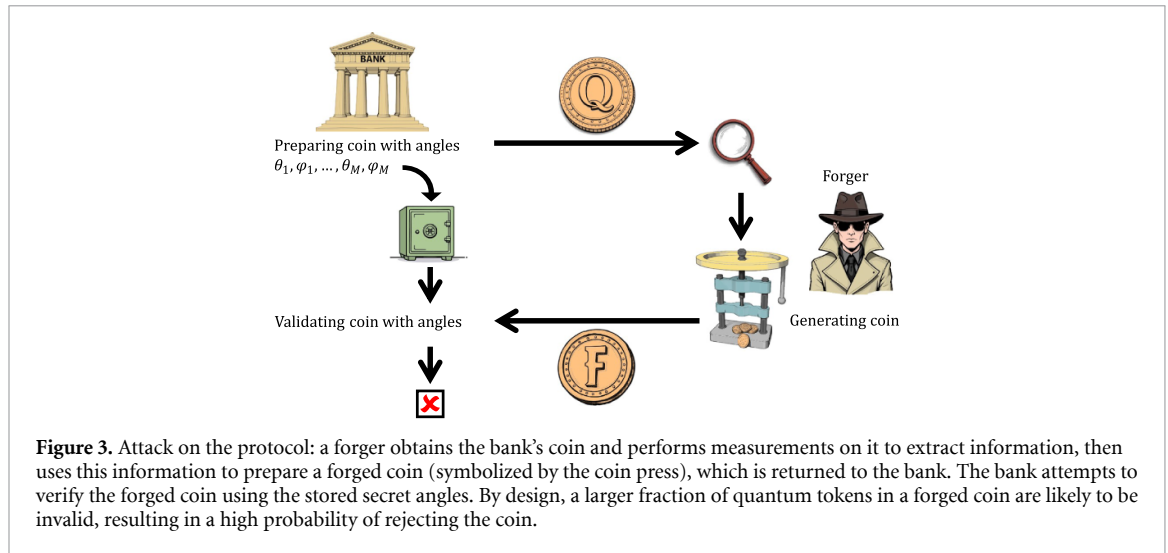 BANK
Q
Preparing coin with angles
θ₁, φ₁, … , θ_M, φ_M
Forger
Validating coin with angles
Generating coin
F
Figure 3. Attack on the protocol: a forger obtains the bank's coin and performs measurements on it to extract information, then
uses this information to prepare a forged coin (symbolized by the coin press), which is returned to the bank. The bank attempts to
verify the forged coin using the stored secret angles. By design, a larger fraction of quantum tokens in a forged coin are likely to be
invalid, resulting in a high probability of rejecting the coin.